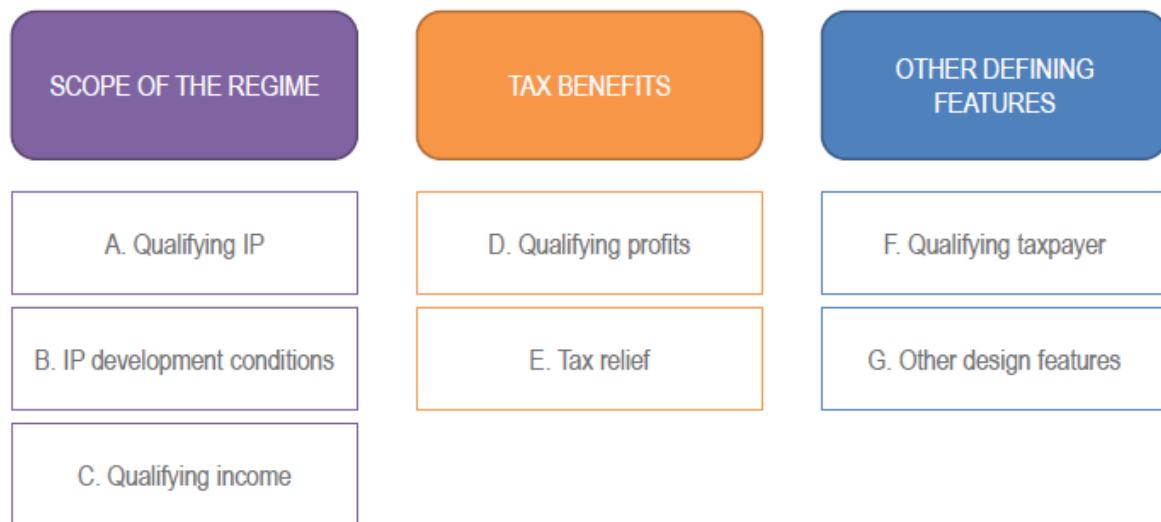 SCOPE OF THE REGIME
A. Qualifying IP
B. IP development conditions
C. Qualifying income
TAX BENEFITS
D. Qualifying profits
E. Tax relief
OTHER DEFINING
FEATURES
F. Qualifying taxpayer
G. Other design features